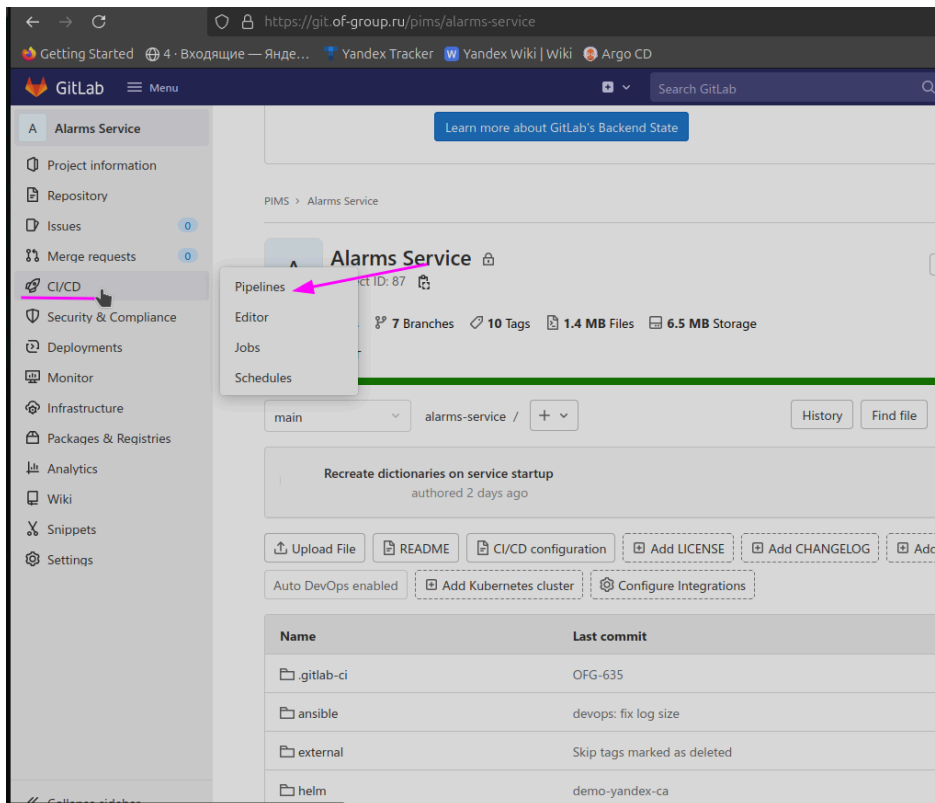 https://git.of-group.ru/pims/alarms-service
Getting Started 4 · Входящие — Янде... Yandex Tracker W Yandex Wiki | Wiki Argo CD
GitLab Menu Search GitLab
A Alarms Service
Learn more about GitLab's Backend State
Project information
Repository
PIMS > Alarms Service
Issues 0
Merge requests 0
Alarms Service
CI/CD
ID: 87
Pipelines
Security & Compliance
Editor
7 Branches 10 Tags 1.4 MB Files 6.5 MB Storage
Deployments
Jobs
Monitor
Schedules
Infrastructure
main alarms-service / + History Find file
Packages & Registries
Analytics
Recreate dictionaries on service startup
authored 2 days ago
Wiki
Snippets
Upload File README CI/CD configuration Add LICENSE Add CHANGELOG Add
Settings
Auto DevOps enabled Add Kubernetes cluster Configure Integrations
Name Last commit
.gitlab-ci OFG-635
ansible devops: fix log size
external Skip tags marked as deleted
helm demo-yandex-ca
Collapse sidebar